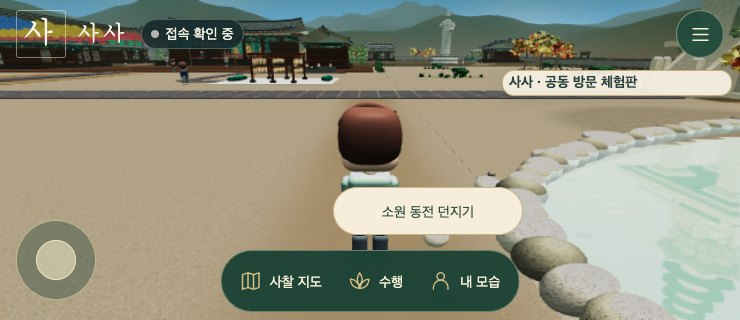 사
사사
접속 확인 중
사사 · 공동 방문 체험판
소원 동전 던지기
사찰 지도
수행
내 모습